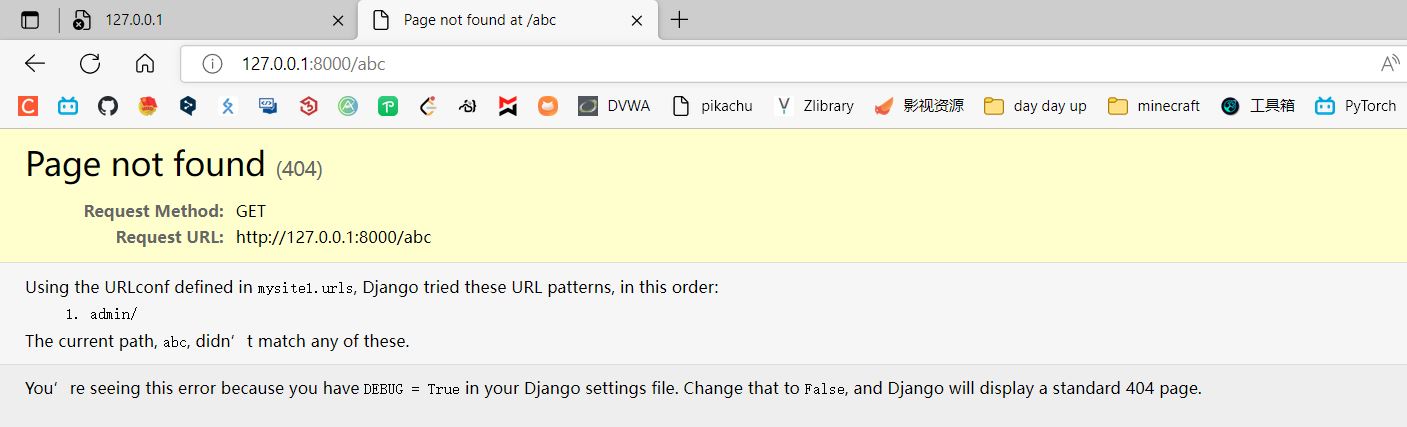 127.0.0.1
Page not found at /abc
127.0.0.1:8000/abc
DVWA pikachu Zlibrary 影视资源 day day up minecraft 工具箱 PyTorch
Page not found (404)
Request Method: GET
Request URL: http://127.0.0.1:8000/abc
Using the URLconf defined in mysite1.urls, Django tried these URL patterns, in this order:
1. admin/
The current path, abc, didn’t match any of these.
You’re seeing this error because you have DEBUG = True in your Django settings file. Change that to False, and Django will display a standard 404 page.